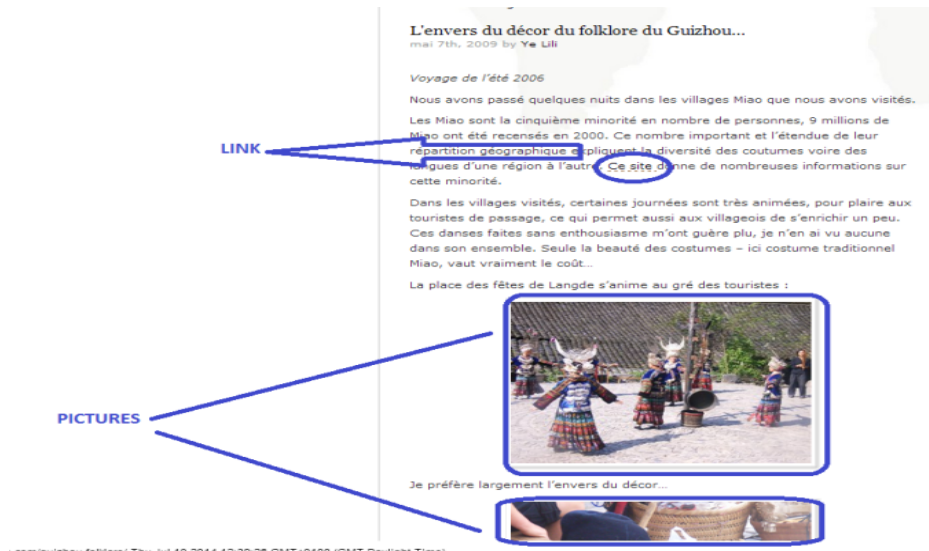 L'envers du décor du folklore du Guizhou...
mai 7th, 2009 by Ye Lili
Voyage de l'été 2006
Nous avons passé quelques nuits dans les villages Miao que nous avons visités.
Les Miao sont la cinquième minorité en nombre de personnes, 9 millions de
Miao ont été recensés en 2000. Ce nombre important et l'étendue de leur
répartition géographique expliquent la diversité des coutumes voire des
langues d'une région à l'autre. Ce site donne de nombreuses informations sur
cette minorité.
LINK
Dans les villages visités, certaines journées sont très animées, pour plaire aux
touristes de passage, ce qui permet aussi aux villageois de s'enrichir un peu.
Ces danses faites sans enthousiasme m'ont guère plu, je n'en ai vu aucune
dans son ensemble. Seule la beauté des costumes – ici costume traditionnel
Miao, vaut vraiment le coût...
La place des fêtes de Langde s'anime au gré des touristes :
PICTURES
Je préfère largement l'envers du décor...